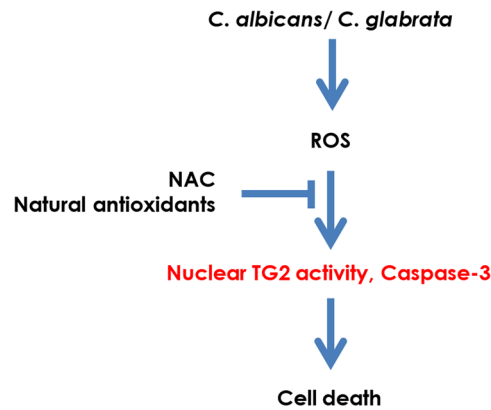 C. albicans/ C. glabrata
ROS
NAC
Natural antioxidants
Nuclear TG2 activity, Caspase-3
Cell death